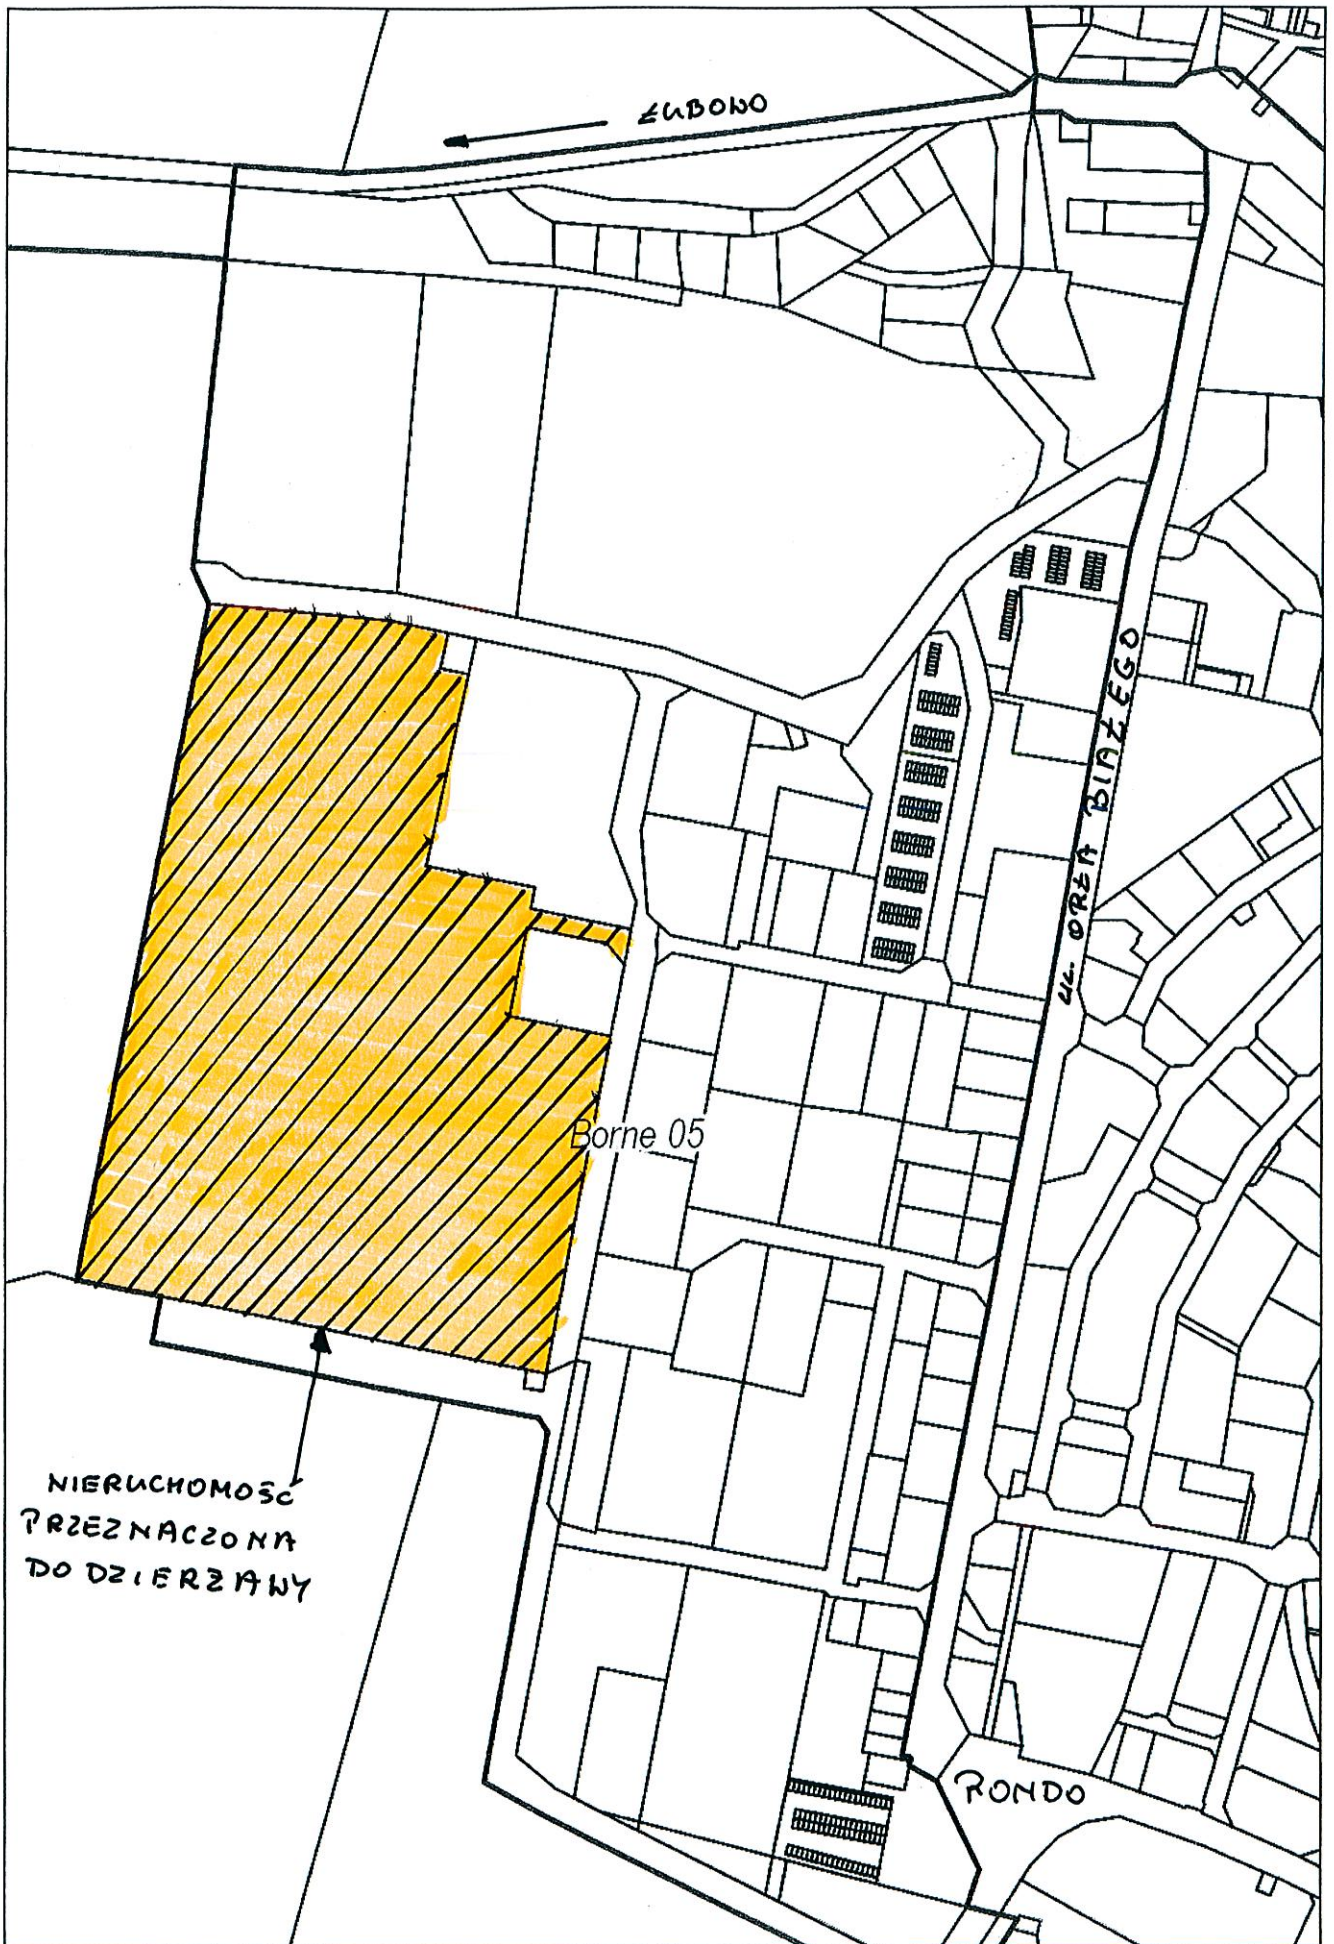 ŁUBOWO
UL. ORŁA BIAŁEGO
Borne 05
NIERUCHOMOŚĆ
PRZEZNACZONA
DO DZIERŻAWY
RONDO